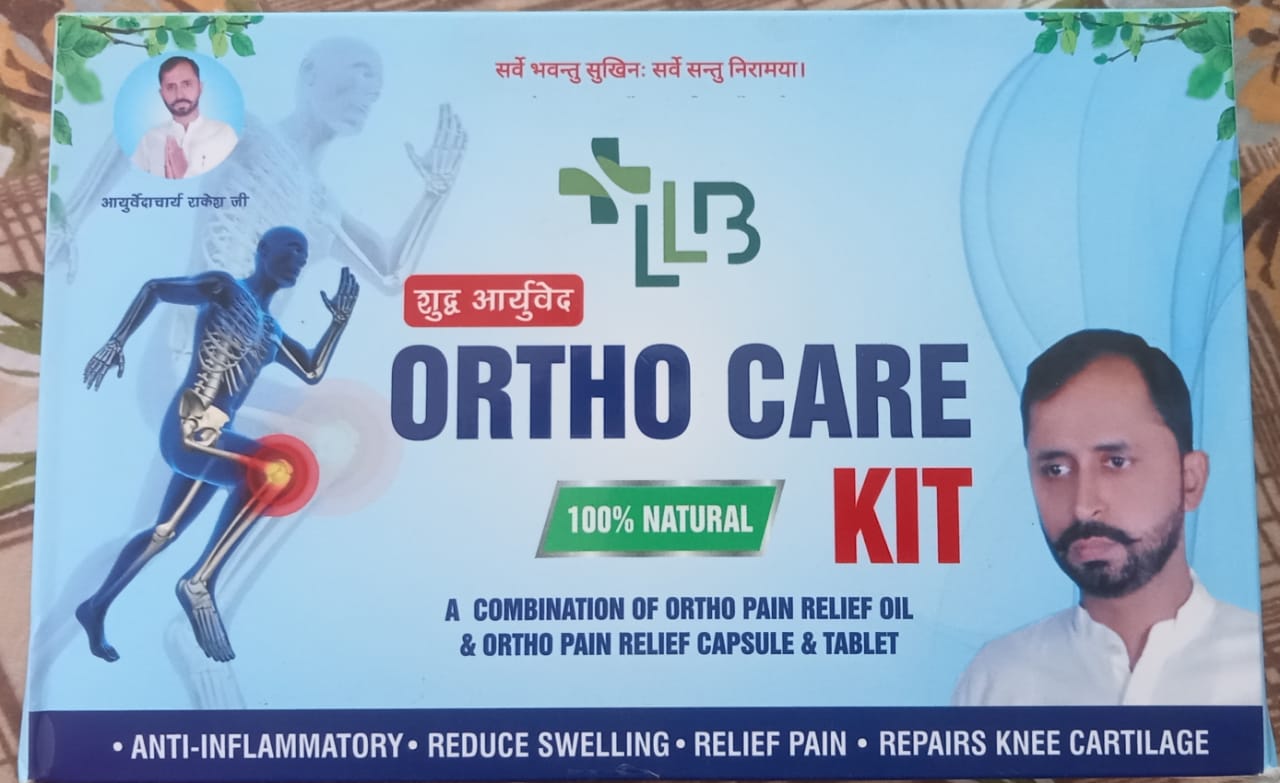 सर्वे भवन्तु सुखिनः सर्वे सन्तु निरामया।
आयुर्वेदाचार्य राकेश जी
LLB
शुद्व आर्युवेद
ORTHO CARE
KIT
100% NATURAL
A COMBINATION OF ORTHO PAIN RELIEF OIL
& ORTHO PAIN RELIEF CAPSULE & TABLET
• ANTI-INFLAMMATORY • REDUCE SWELLING • RELIEF PAIN • REPAIRS KNEE CARTILAGE